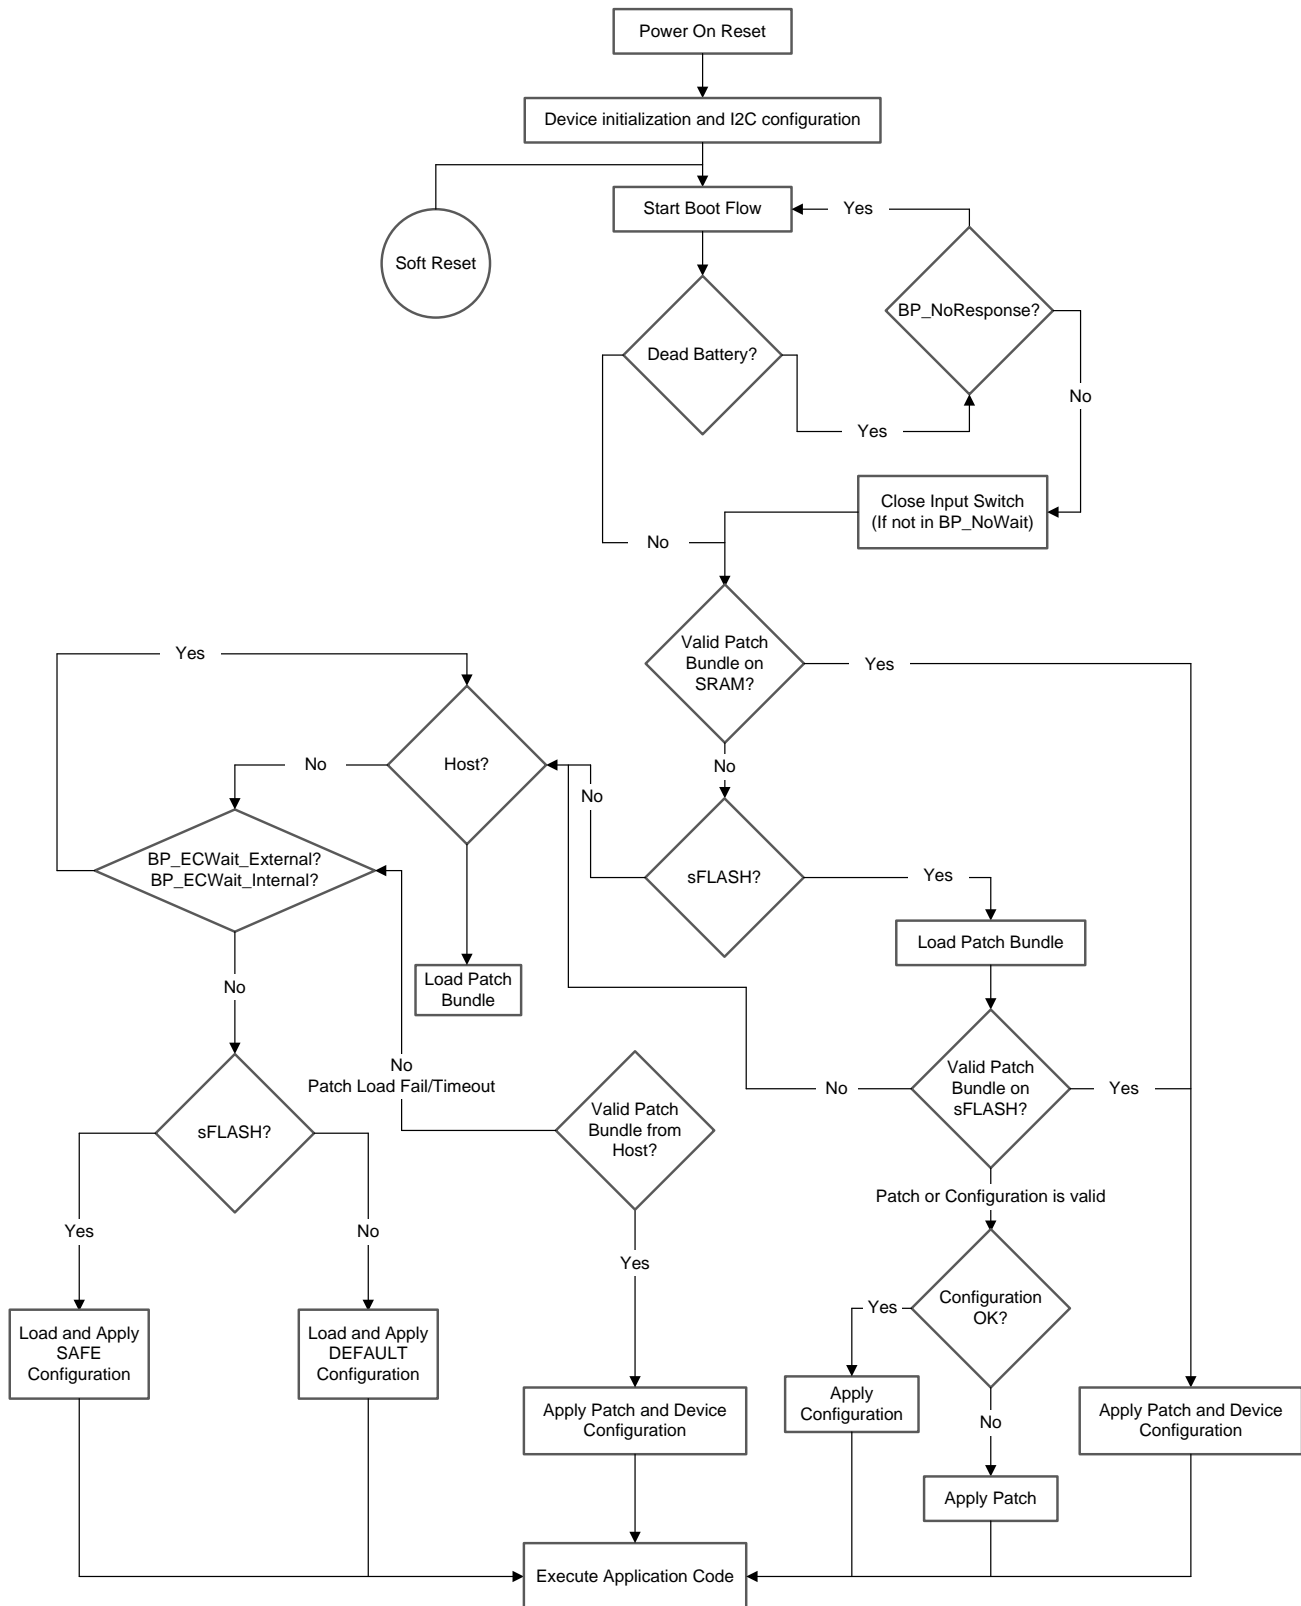 Power On Reset
Device initialization and I2C configuration
Start Boot Flow
Yes
Soft Reset
BP_NoResponse?
Dead Battery?
No
Yes
Close Input Switch
(If not in BP_NoWait)
No
Yes
Valid Patch
Bundle on
SRAM?
Yes
No
Host?
No
No
BP_ECWait_External?
BP_ECWait_Internal?
sFLASH?
Yes
Load Patch Bundle
Load Patch
Bundle
No
No
Patch Load Fail/Timeout
Valid Patch
Bundle on
sFLASH?
No
Yes
sFLASH?
Valid Patch
Bundle from
Host?
Patch or Configuration is valid
Yes
No
Yes
Configuration
OK?
Yes
Load and Apply
SAFE
Configuration
Load and Apply
DEFAULT
Configuration
Apply
Configuration
No
Apply Patch and Device
Configuration
Apply Patch and Device
Configuration
Apply Patch
Execute Application Code